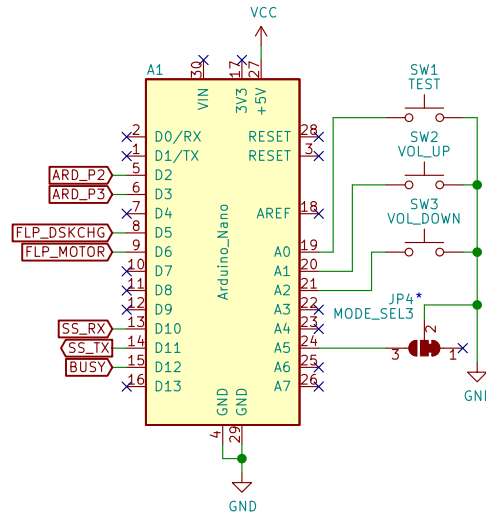 VCC
A1
30
17
27
VIN
3V3
+5V
SW1
TEST
2 D0/RX RESET 28
1 D1/TX RESET 3
SW2
VOL_UP
ARD_P2 5 D2
ARD_P3 6 D3
SW3
VOL_DOWN
7 D4 AREF 18
FLP_DSKCHG 8 D5
FLP_MOTOR 9 D6 A0 19
Arduino_Nano
10 D7 A1 20
11 D8 A2 21
12 D9 A3 22
JP4*
MODE_SEL3
SS_RX 13 D10 A4 23
2
SS_TX 14 D11 A5 24
3 1
BUSY 15 D12 A6 25
16 D13 A7 26
GND
GND GND
4 29
GND